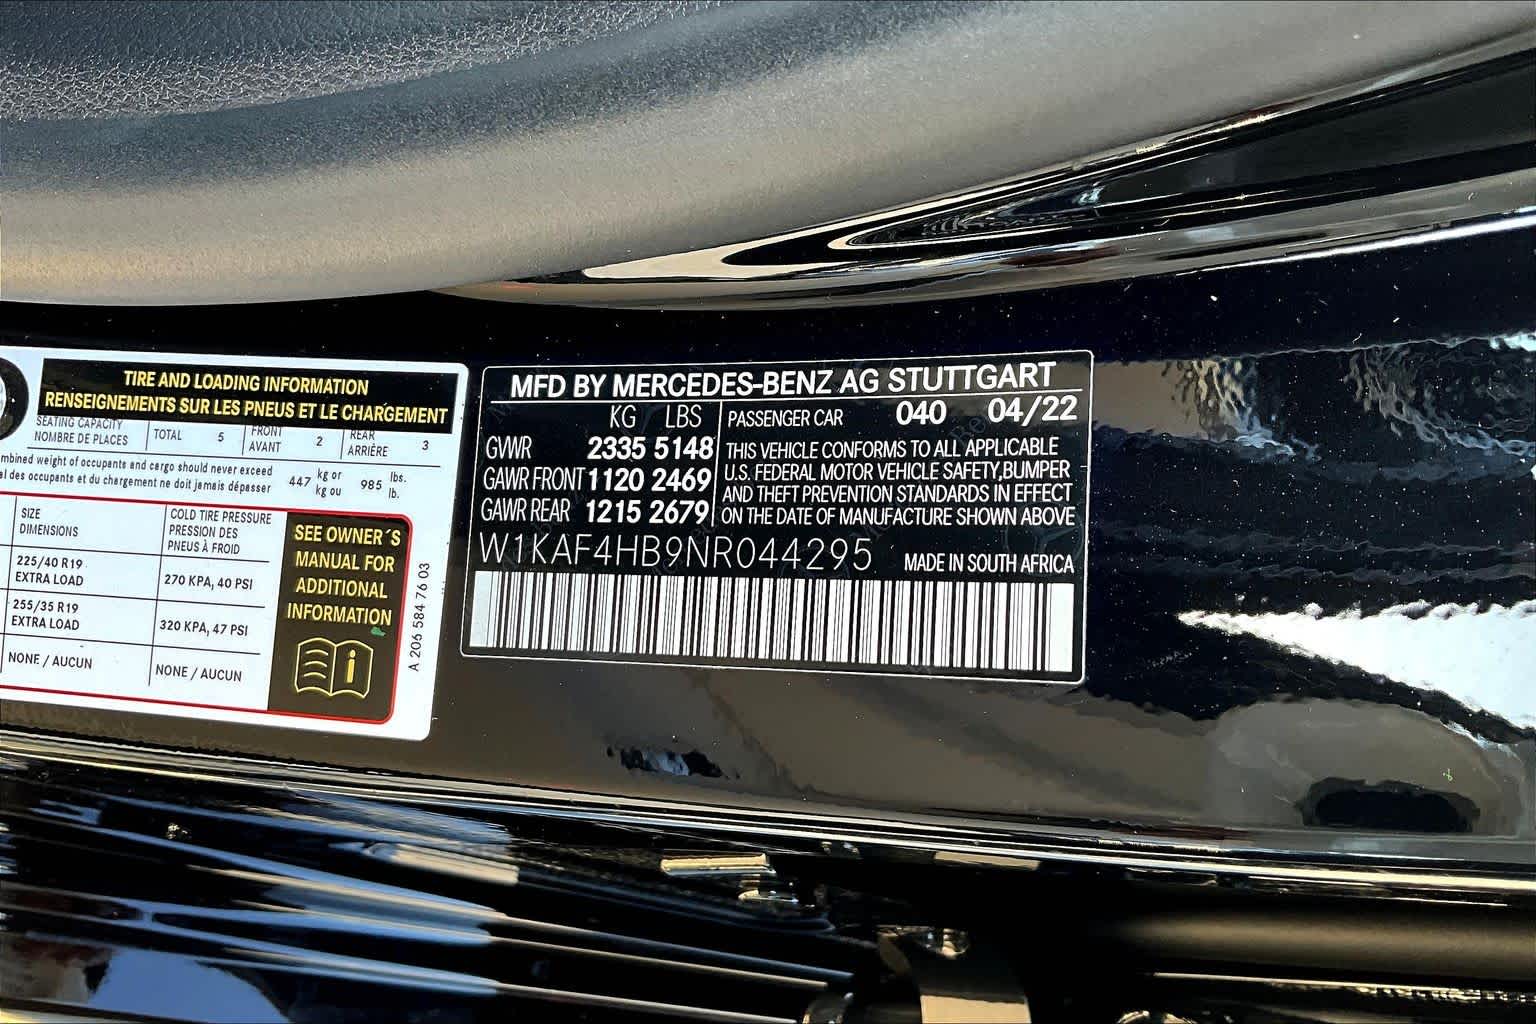 TIRE AND LOADING INFORMATION
RENSEIGNEMENTS SUR LES PNEUS ET LE CHARGEMENT
SEATING CAPACITY
NOMBRE DE PLACES
TOTAL 5
FRONT
AVANT
2
REAR
ARRIÈRE
3
combined weight of occupants and cargo should never exceed
des occupants et du chargement ne doit jamais dépasser
447 kg or
kg ou
985 lbs.
lb.
SIZE
DIMENSIONS
COLD TIRE PRESSURE
PRESSION DES
PNEUS À FROID
225/40 R19
EXTRA LOAD
270 KPA, 40 PSI
255/35 R19
EXTRA LOAD
320 KPA, 47 PSI
NONE / AUCUN
NONE / AUCUN
SEE OWNER´S
MANUAL FOR
ADDITIONAL
INFORMATION
A 206 584 76 03
MFD BY MERCEDES-BENZ AG STUTTGART
KG LBS
GVWR 2335 5148
GAWR FRONT 1120 2469
GAWR REAR 1215 2679
PASSENGER CAR 040 04/22
THIS VEHICLE CONFORMS TO ALL APPLICABLE
U.S. FEDERAL MOTOR VEHICLE SAFETY,BUMPER
AND THEFT PREVENTION STANDARDS IN EFFECT
ON THE DATE OF MANUFACTURE SHOWN ABOVE
W1KAF4HB9NR044295
MADE IN SOUTH AFRICA